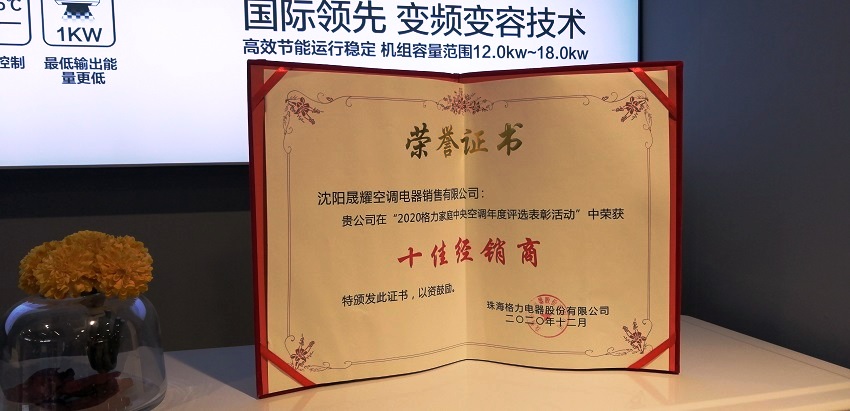 °C
控制
1KW
最低输出能
量更低
国际领先 变频变容技术
高效节能运行稳定 机组容量范围12.0kw~18.0kw
荣誉证书
沈阳晟耀空调电器销售有限公司：
贵公司在“2020格力家庭中央空调年度评选表彰活动”中荣获
十佳经销商
特颁发此证书，以资鼓励。
珠海格力电器股份有限公司
二〇二〇年十二月